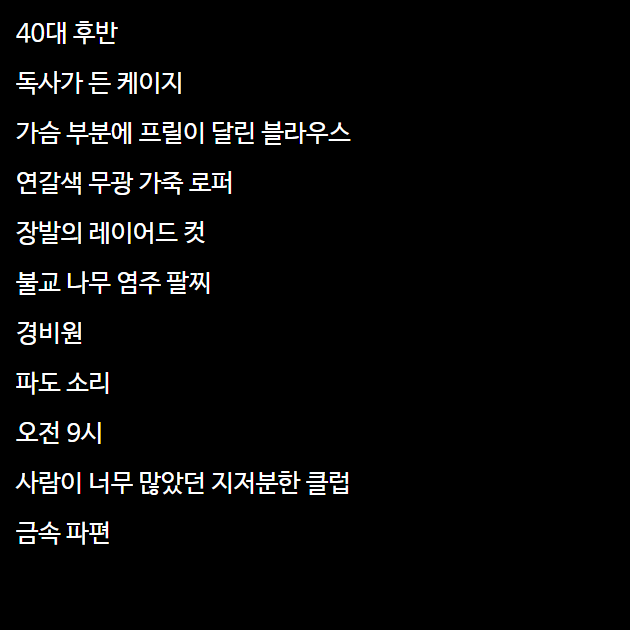 40대 후반
독사가 든 케이지
가슴 부분에 프릴이 달린 블라우스
연갈색 무광 가죽 로퍼
장발의 레이어드 컷
불교 나무 염주 팔찌
경비원
파도 소리
오전 9시
사람이 너무 많았던 지저분한 클럽
금속 파편